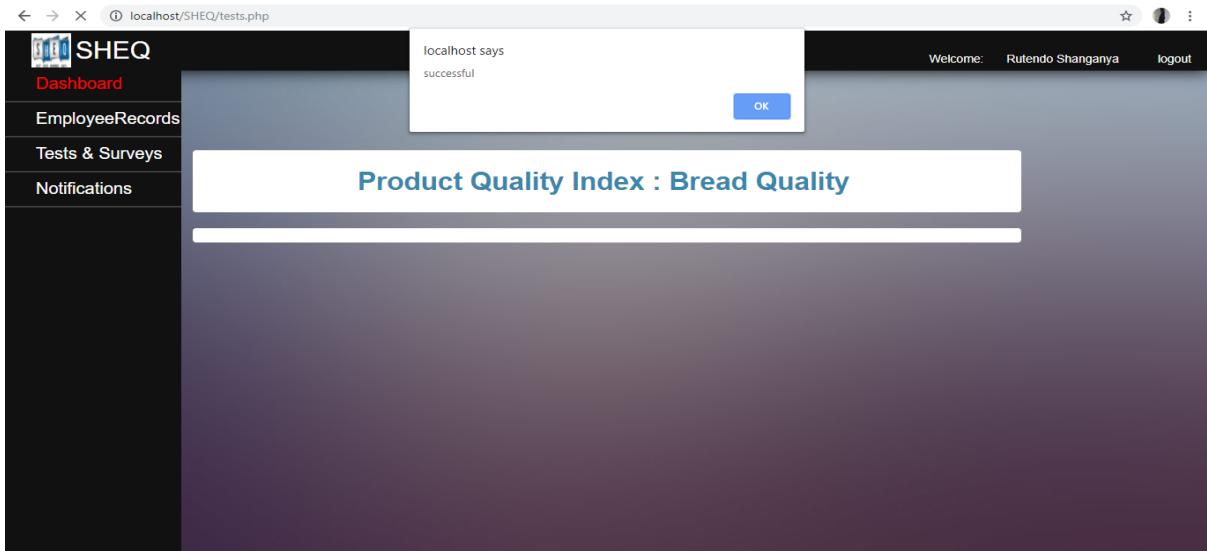 localhost/SHEQ/tests.php
SHEQ
localhost says
successful
OK
Welcome: Rutendo Shanganya logout
Dashboard
EmployeeRecords
Tests & Surveys
Notifications
Product Quality Index : Bread Quality